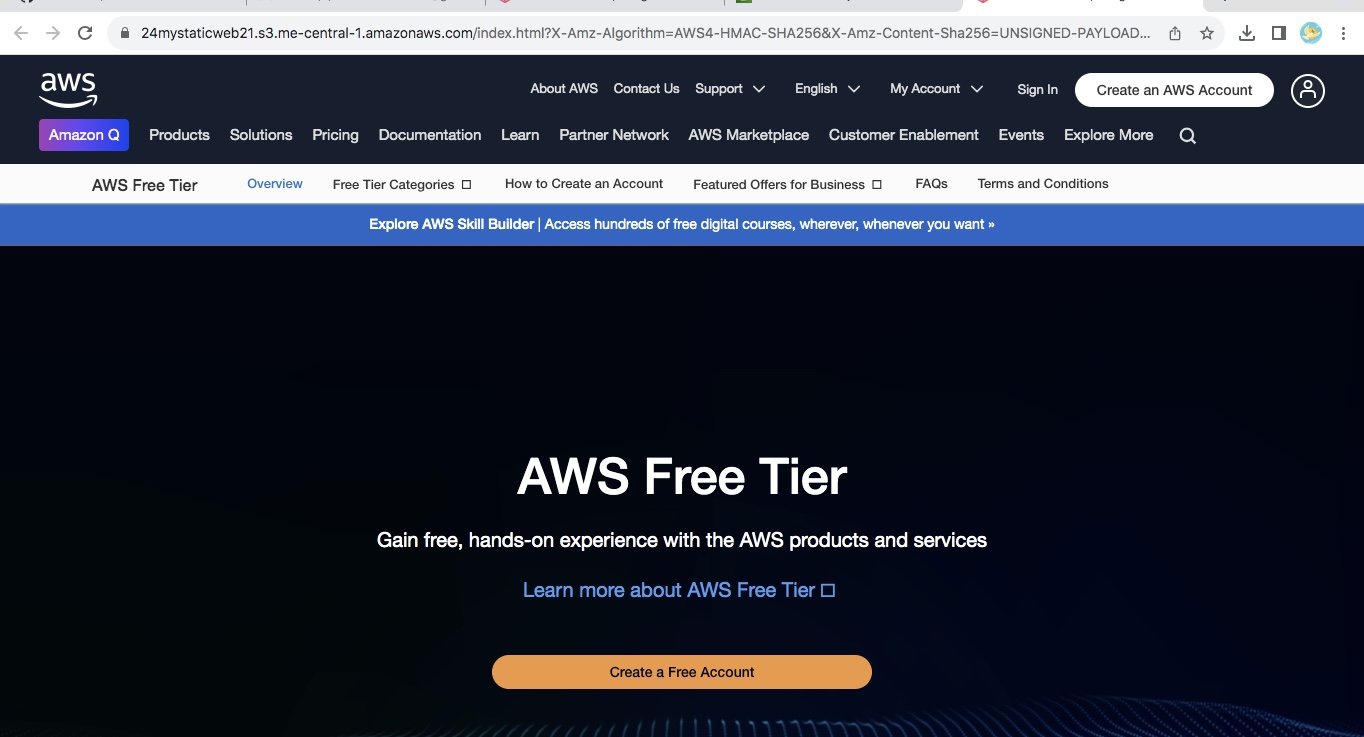 24mystaticweb21.s3.me-central-1.amazonaws.com/index.html?X-Amz-Algorithm=AWS4-HMAC-SHA256&X-Amz-Content-Sha256=UNSIGNED-PAYLOAD...
aws
About AWS Contact Us Support English My Account Sign In Create an AWS Account
Amazon Q Products Solutions Pricing Documentation Learn Partner Network AWS Marketplace Customer Enablement Events Explore More
AWS Free Tier Overview Free Tier Categories How to Create an Account Featured Offers for Business FAQs Terms and Conditions
Explore AWS Skill Builder | Access hundreds of free digital courses, wherever, whenever you want »
AWS Free Tier
Gain free, hands-on experience with the AWS products and services
Learn more about AWS Free Tier
Create a Free Account